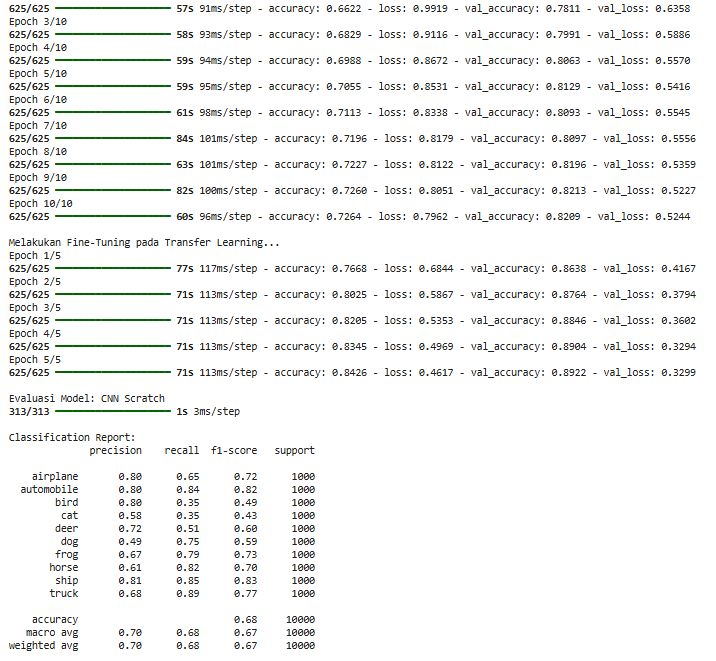 625/625 ━━━━━━━━━━━━━━━━━━━━ 57s 91ms/step - accuracy: 0.6622 - loss: 0.9919 - val_accuracy: 0.7811 - val_loss: 0.6358
Epoch 3/10
625/625 ━━━━━━━━━━━━━━━━━━━━ 58s 93ms/step - accuracy: 0.6829 - loss: 0.9116 - val_accuracy: 0.7991 - val_loss: 0.5886
Epoch 4/10
625/625 ━━━━━━━━━━━━━━━━━━━━ 59s 94ms/step - accuracy: 0.6988 - loss: 0.8672 - val_accuracy: 0.8063 - val_loss: 0.5570
Epoch 5/10
625/625 ━━━━━━━━━━━━━━━━━━━━ 59s 95ms/step - accuracy: 0.7055 - loss: 0.8531 - val_accuracy: 0.8129 - val_loss: 0.5416
Epoch 6/10
625/625 ━━━━━━━━━━━━━━━━━━━━ 61s 98ms/step - accuracy: 0.7113 - loss: 0.8338 - val_accuracy: 0.8093 - val_loss: 0.5545
Epoch 7/10
625/625 ━━━━━━━━━━━━━━━━━━━━ 84s 101ms/step - accuracy: 0.7196 - loss: 0.8179 - val_accuracy: 0.8097 - val_loss: 0.5556
Epoch 8/10
625/625 ━━━━━━━━━━━━━━━━━━━━ 63s 101ms/step - accuracy: 0.7227 - loss: 0.8122 - val_accuracy: 0.8196 - val_loss: 0.5359
Epoch 9/10
625/625 ━━━━━━━━━━━━━━━━━━━━ 82s 100ms/step - accuracy: 0.7260 - loss: 0.8051 - val_accuracy: 0.8213 - val_loss: 0.5227
Epoch 10/10
625/625 ━━━━━━━━━━━━━━━━━━━━ 60s 96ms/step - accuracy: 0.7264 - loss: 0.7962 - val_accuracy: 0.8209 - val_loss: 0.5244
Melakukan Fine-Tuning pada Transfer Learning...
Epoch 1/5
625/625 ━━━━━━━━━━━━━━━━━━━━ 77s 117ms/step - accuracy: 0.7668 - loss: 0.6844 - val_accuracy: 0.8638 - val_loss: 0.4167
Epoch 2/5
625/625 ━━━━━━━━━━━━━━━━━━━━ 71s 113ms/step - accuracy: 0.8025 - loss: 0.5867 - val_accuracy: 0.8764 - val_loss: 0.3794
Epoch 3/5
625/625 ━━━━━━━━━━━━━━━━━━━━ 71s 113ms/step - accuracy: 0.8205 - loss: 0.5353 - val_accuracy: 0.8846 - val_loss: 0.3602
Epoch 4/5
625/625 ━━━━━━━━━━━━━━━━━━━━ 71s 113ms/step - accuracy: 0.8345 - loss: 0.4969 - val_accuracy: 0.8904 - val_loss: 0.3294
Epoch 5/5
625/625 ━━━━━━━━━━━━━━━━━━━━ 71s 113ms/step - accuracy: 0.8426 - loss: 0.4617 - val_accuracy: 0.8922 - val_loss: 0.3299
Evaluasi Model: CNN Scratch
313/313 ━━━━━━━━━━━━━━━━━━━━ 1s 3ms/step
Classification Report:
precision recall f1-score support
airplane 0.80 0.65 0.72 1000
automobile 0.80 0.84 0.82 1000
bird 0.80 0.35 0.49 1000
cat 0.58 0.35 0.43 1000
deer 0.72 0.51 0.60 1000
dog 0.49 0.75 0.59 1000
frog 0.67 0.79 0.73 1000
horse 0.61 0.82 0.70 1000
ship 0.81 0.85 0.83 1000
truck 0.68 0.89 0.77 1000
accuracy 0.68 10000
macro avg 0.70 0.68 0.67 10000
weighted avg 0.70 0.68 0.67 10000